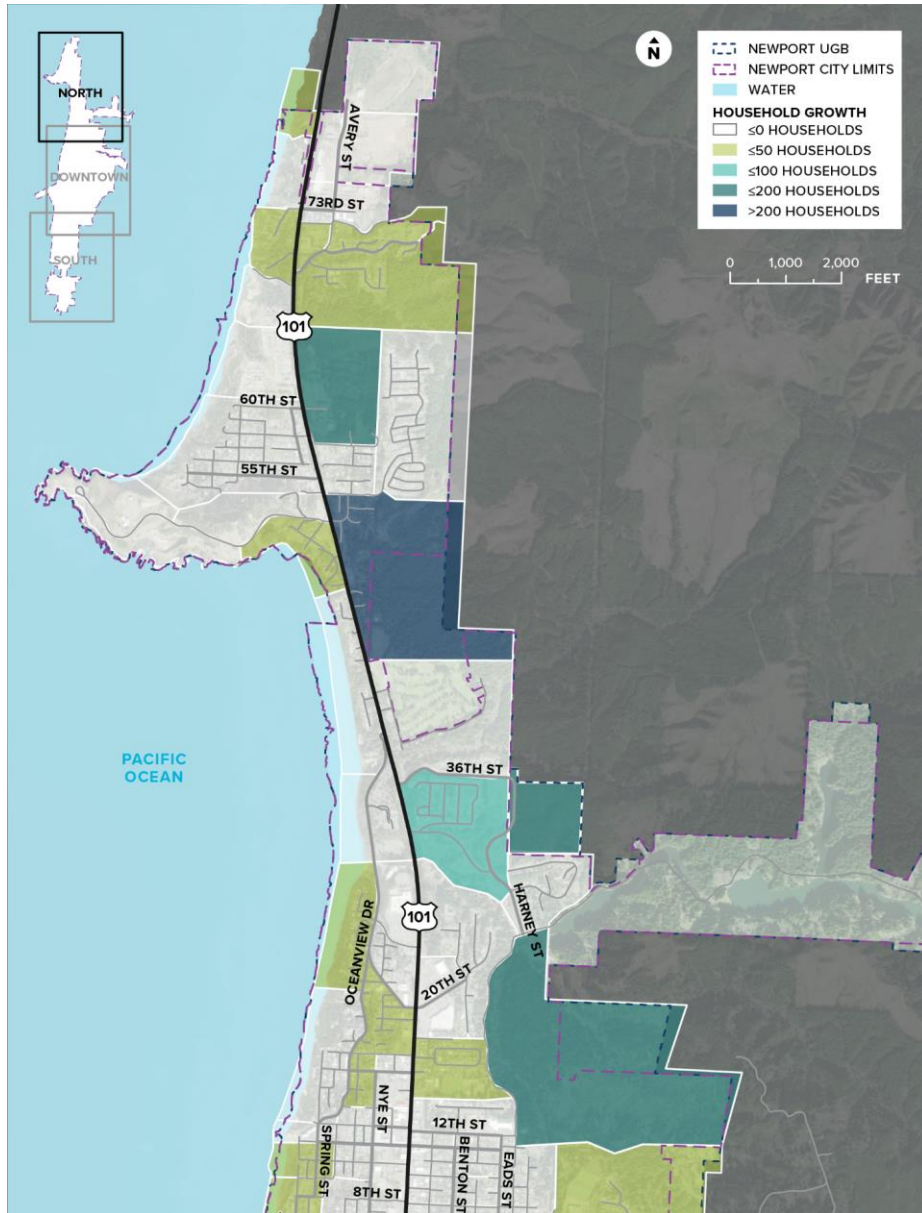 NORTH
DOWNTOWN
SOUTH
N
NEWPORT UGB
NEWPORT CITY LIMITS
WATER
HOUSEHOLD GROWTH
≤0 HOUSEHOLDS
≤50 HOUSEHOLDS
≤100 HOUSEHOLDS
≤200 HOUSEHOLDS
>200 HOUSEHOLDS
0 1,000 2,000
FEET
AVERY ST
73RD ST
101
60TH ST
55TH ST
PACIFIC
OCEAN
36TH ST
HARNEY ST
101
OCEANVIEW DR
20TH ST
NYE ST
12TH ST
SPRING ST
BENTON ST
EADS ST
8TH ST